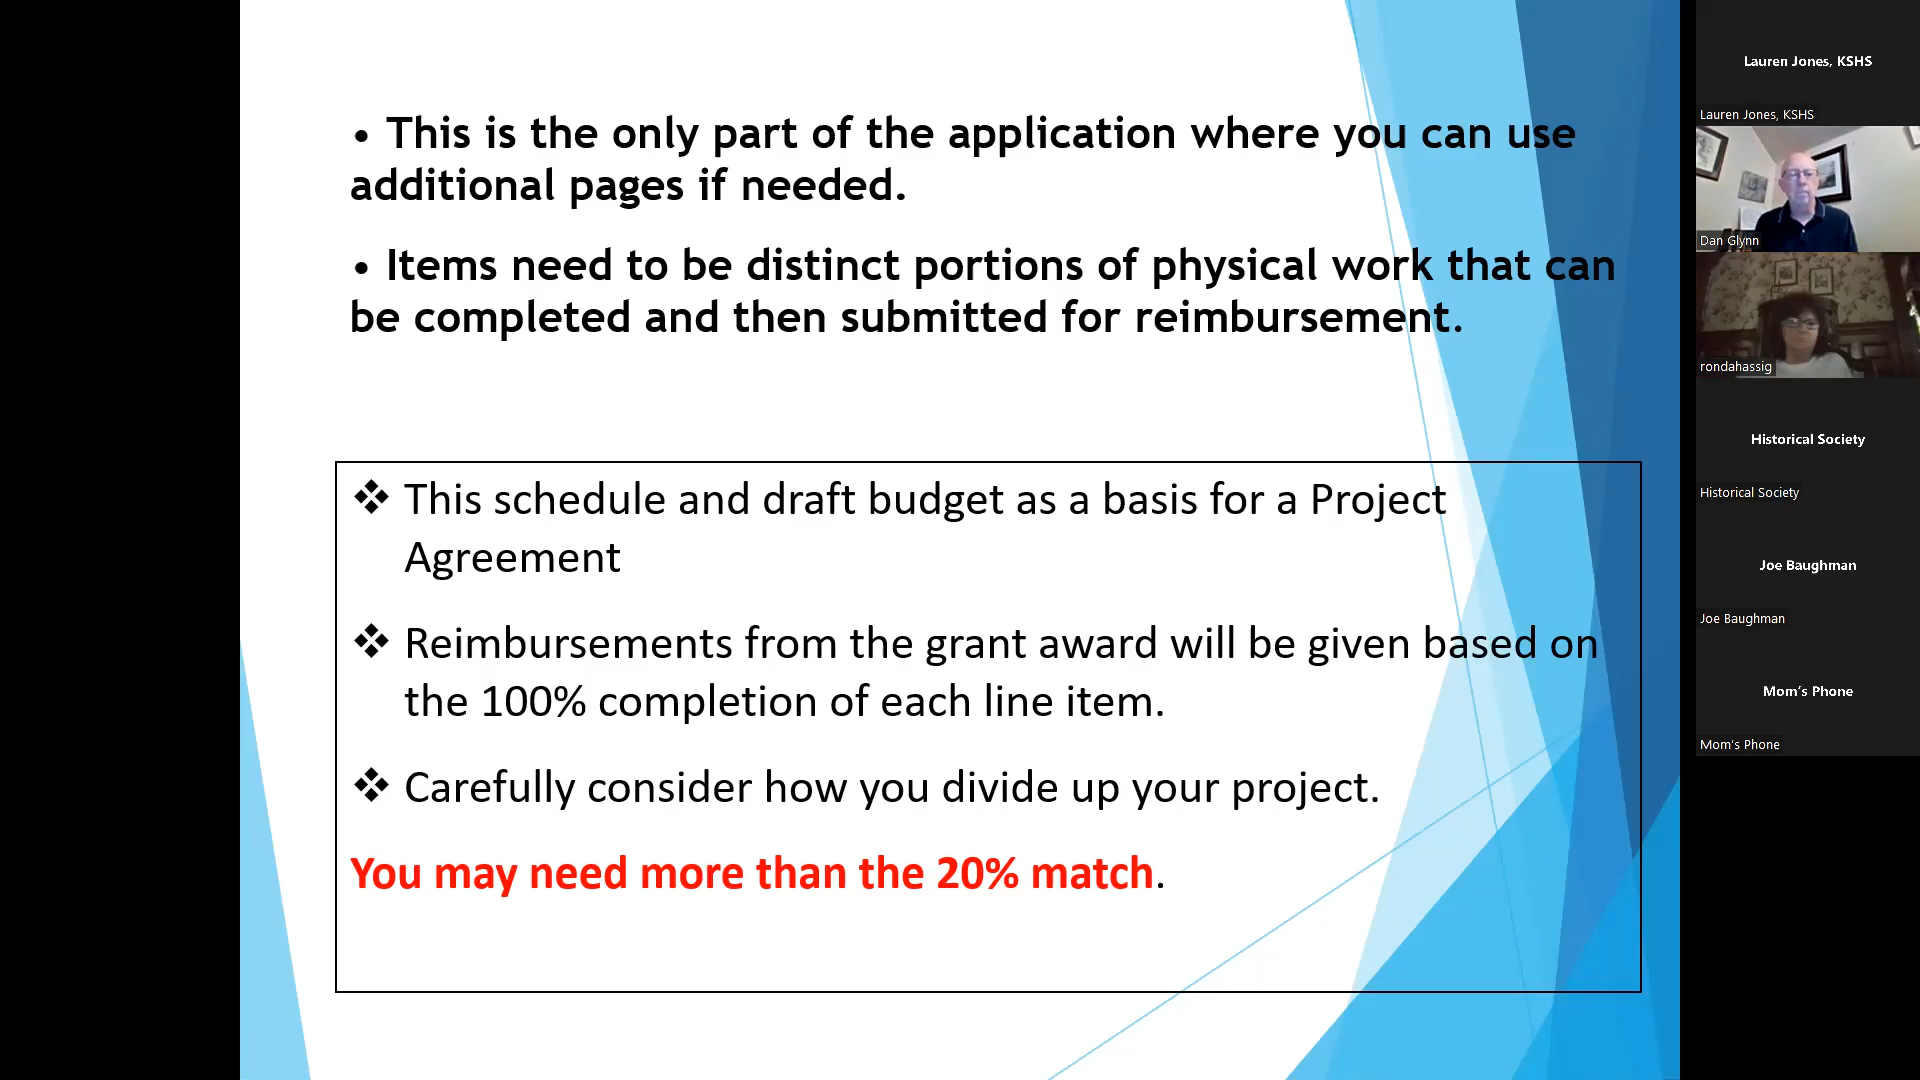 • This is the only part of the application where you can use
additional pages if needed.
• Items need to be distinct portions of physical work that can
be completed and then submitted for reimbursement.
❖ This schedule and draft budget as a basis for a Project
Agreement
❖ Reimbursements from the grant award will be given based on
the 100% completion of each line item.
❖ Carefully consider how you divide up your project.
You may need more than the 20% match.
Lauren Jones, KSHS
Lauren Jones, KSHS
Dan Glynn
rondahassig
Historical Society
Historical Society
Joe Baughman
Joe Baughman
Mom’s Phone
Mom’s Phone